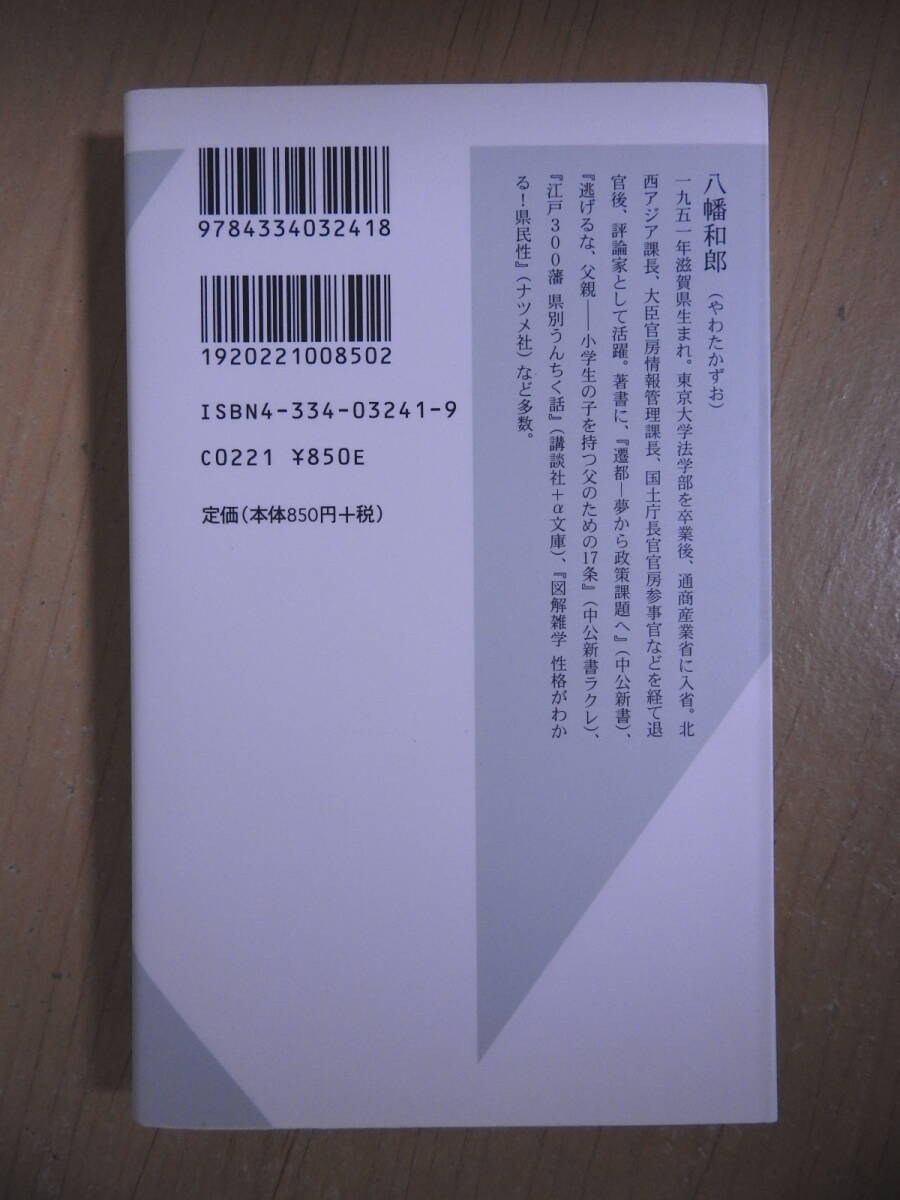 八幡和郎（やわたかずお）
一九五一年滋賀県生まれ。東京大学法学部を卒業後、通商産業省に入省。北
西アジア課長、大臣官房情報管理課長、国土庁長官官房参事官などを経て退
官後、評論家として活躍。著書に、『遷都―夢から政策課題へ』（中公新書）、
『逃げるな、父親――小学生の子を持つ父のための17条』（中公新書ラクレ）、
『江戸300藩 県別うんちく話』（講談社+α文庫）、『図解雑学 性格がわか
る！県民性』（ナツメ社）など多数。
9784334032418
1920221008502
ISBN4-334-03241-9
C0221 ¥850E
定価（本体850円+税）